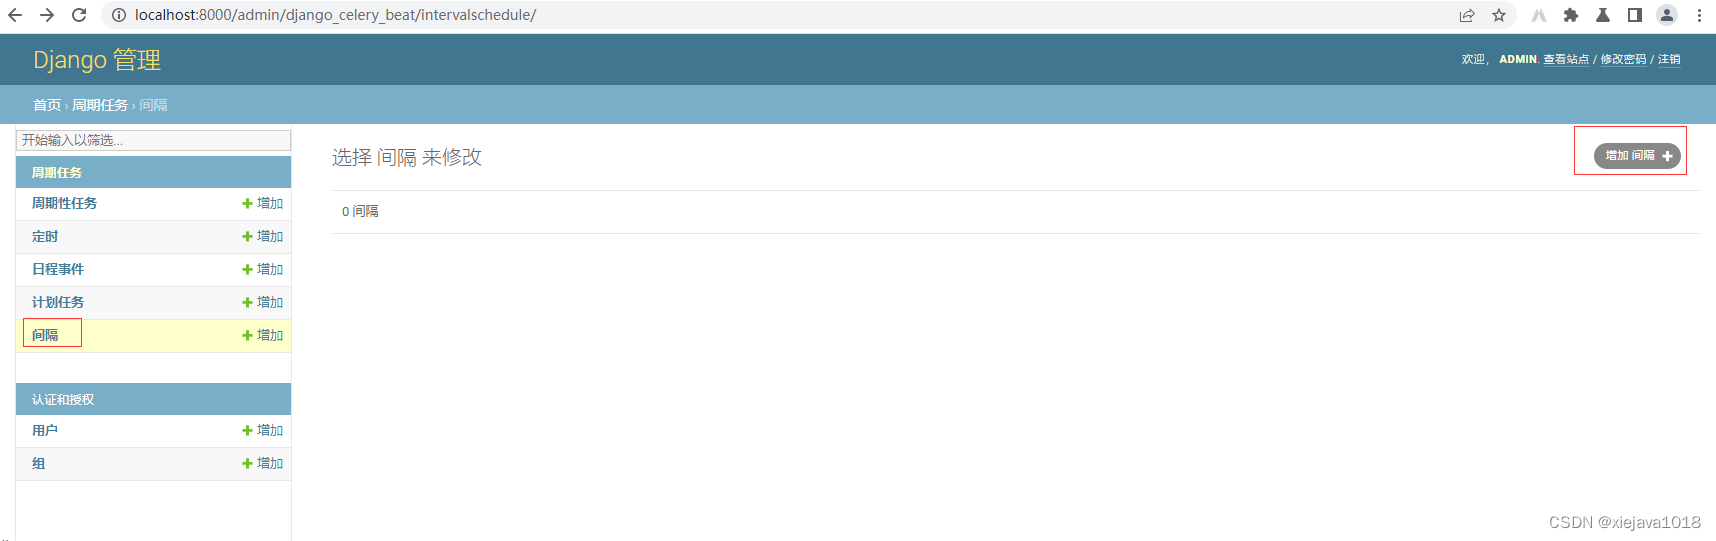 localhost:8000/admin/django_celery_beat/intervalschedule/
Django 管理
欢迎， ADMIN. 查看站点 / 修改密码 / 注销
首页 › 周期任务 › 间隔
开始输入以筛选...
周期任务
周期性任务 增加
定时 增加
日程事件 增加
计划任务 增加
间隔 增加
认证和授权
用户 增加
组 增加
选择 间隔 来修改
增加 间隔
0 间隔
CSDN @xiejava1018